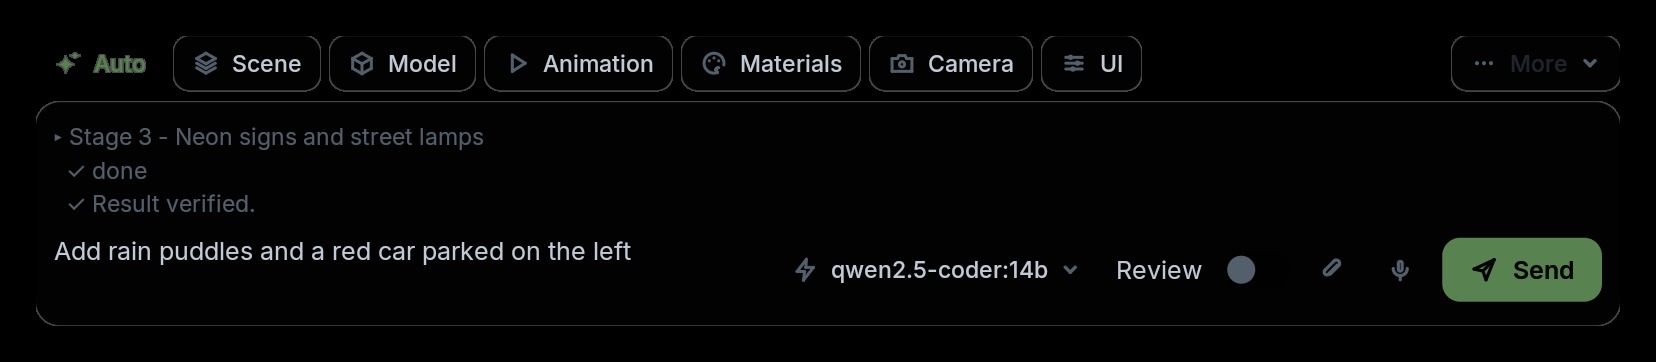 Auto Scene Model Animation Materials Camera UI ··· More
▸ Stage 3 - Neon signs and street lamps
✓ done
✓ Result verified.
Add rain puddles and a red car parked on the left
qwen2.5-coder:14b Review Send